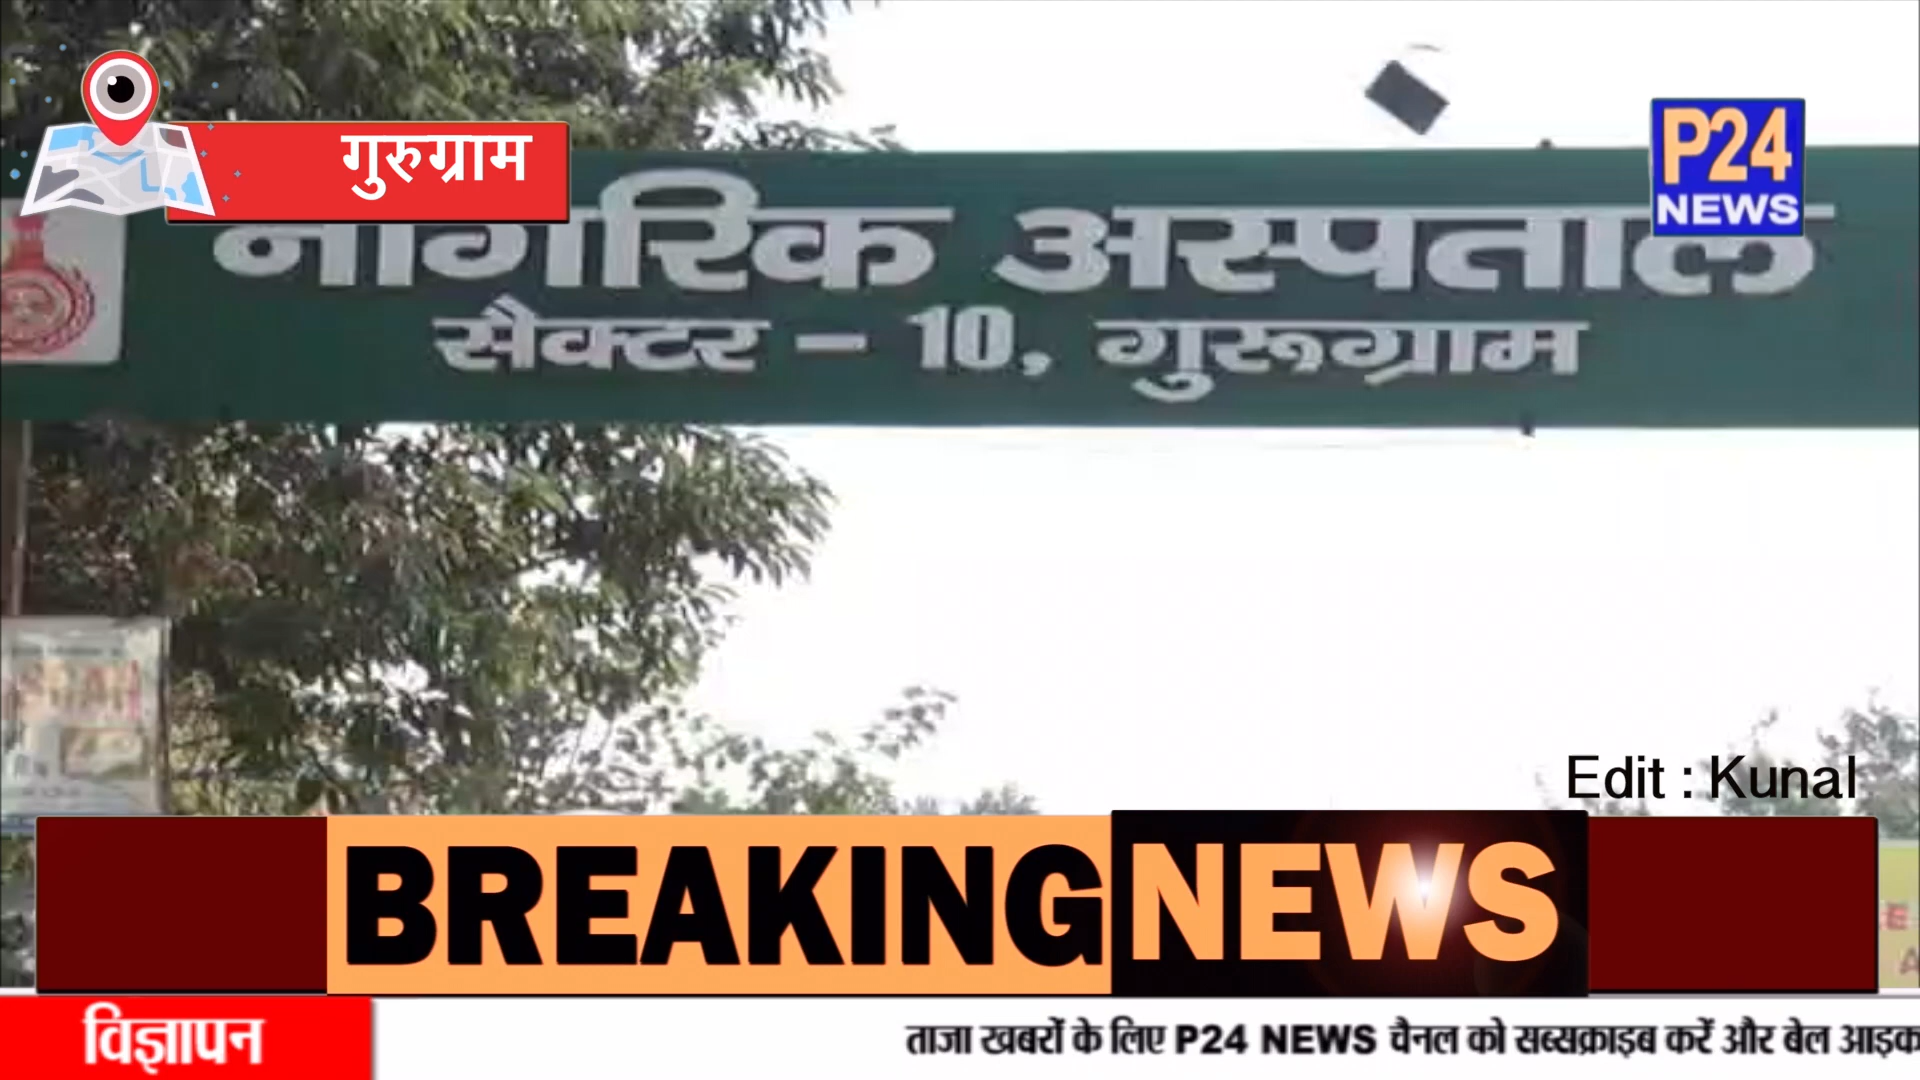 गुरुग्राम
P24
NEWS
नागरिक अस्पताल
सैक्टर - 10, गुरूग्राम
Edit : Kunal
BREAKING NEWS
विज्ञापन
ताजा खबरों के लिए P24 NEWS चैनल को सब्सक्राइब करें और बेल आइक